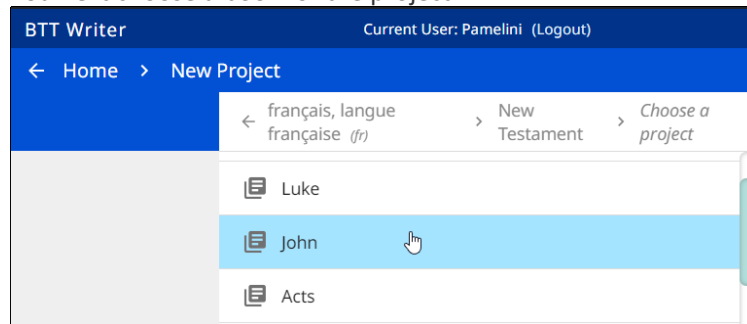 BTT Writer Current User: Pamelini (Logout)
← Home > New Project
← français, langue française (fr) > New Testament > Choose a project
Luke
John
Acts